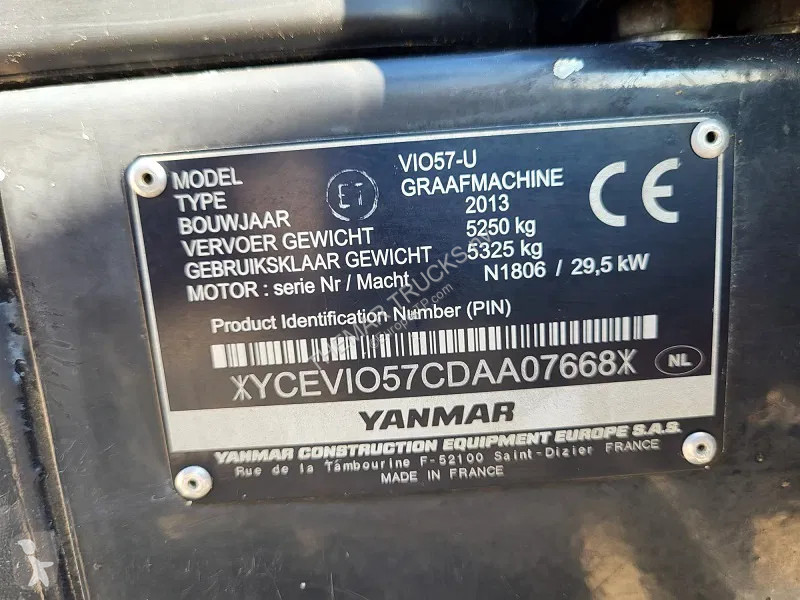 MODEL VIO57-U
TYPE ET GRAAFMACHINE
BOUWJAAR 2013
VERVOER GEWICHT 5250 kg
GEBRUIKSKLAAR GEWICHT 5325 kg
MOTOR : serie Nr / Macht N1806 / 29,5 kW
CE
Product Identification Number (PIN)
YCEVIO57CDAA07668
NL
YANMAR
YANMAR CONSTRUCTION EQUIPMENT EUROPE S.A.S.
Rue de la Tambourine F-52100 Saint-Dizier FRANCE
MADE IN FRANCE